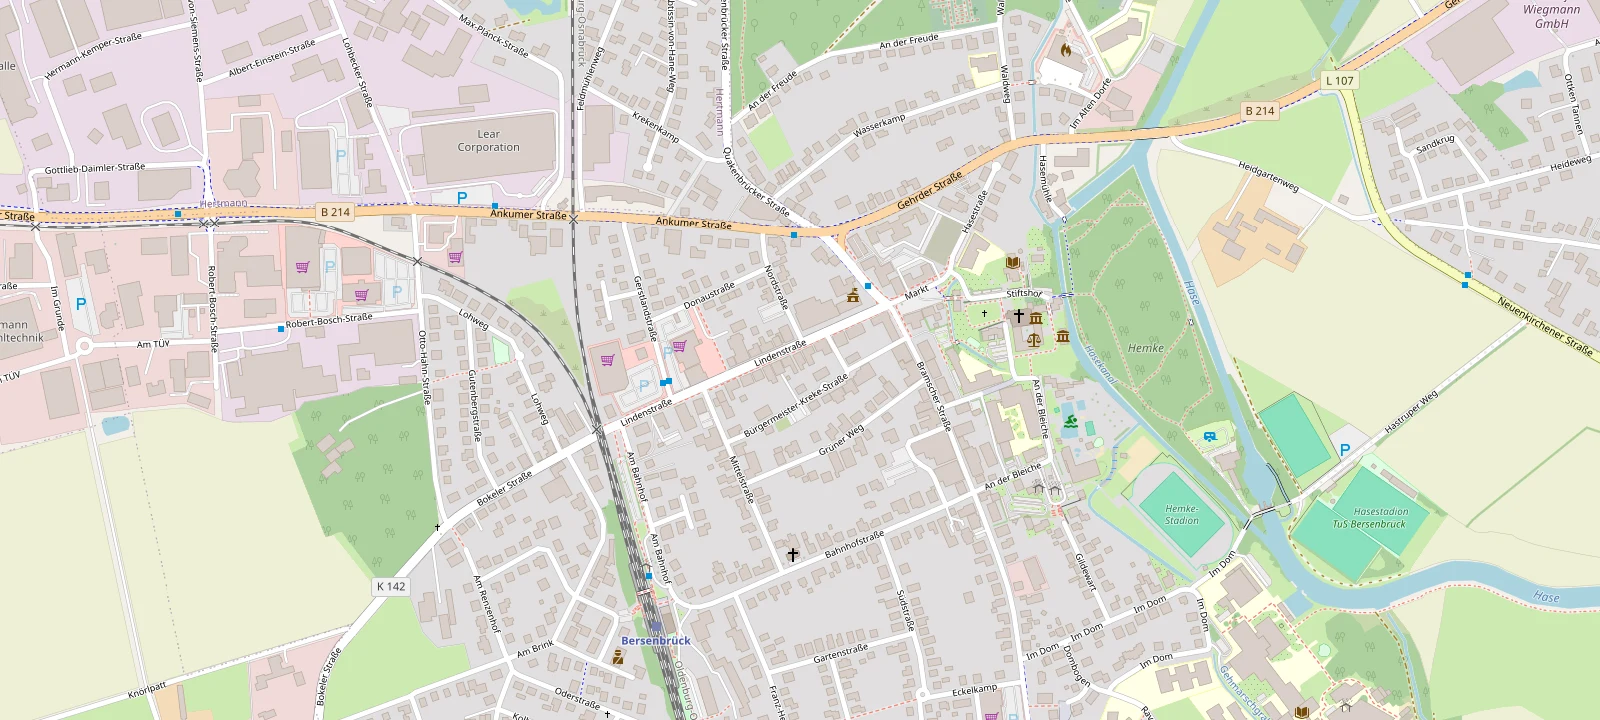 Max-Planck-Straße
Hermann-Kemper-Straße
Albert-Einstein-Straße
Lohbecker Straße
Feldmühlenweg
An der Freude
An der Freude
Waldweg
Wiegmann
GmbH
L 107
B 214
Im Alten Dorfe
Ottken Tannen
Krekenkamp
Wasserkamp
Hertmann
Lear
Corporation
Sandkrug
Heideweg
Gottlieb-Daimler-Straße
Quakenbrücker Straße
Hasemühle
Heidgartenweg
P
P
Gehrder Straße
Hertmann
B 214
Ankumer Straße
Ankumer Straße
Hasestraße
Robert-Bosch-Straße
P
P
P
Nordstraße
Gerstlandstraße
Donaustraße
Markt
Stiftshof
Hase
Im Grunde
Neuenkirchener Straße
Lohweg
Robert-Bosch-Straße
Am TÜV
Otto-Hahn-Straße
Lindenstraße
Hemke
Hasekanal
P
P
Gutenbergstraße
Lohweg
Lindenstraße
Burgermeister-Kreke-Straße
Bramscher Straße
An der Bleiche
Hastruper Weg
Grüner Weg
P
Am Bahnhof
Mittelstraße
Bokeler Straße
An der Bleiche
Hemke-
Stadion
Hasestadion
TuS Bersenbrück
Am Bahnhof
Bahnhofstraße
Gildewart
Im Dom
K 142
Am Renzenhof
Südstraße
Im Dom
Im Dom
Hase
Bersenbrück
Am Brink
Gartenstraße
Im Dom
Im Dom
Dombogen
Bokeler Straße
Knorlpatt
Oderstraße
Eckelkamp
P